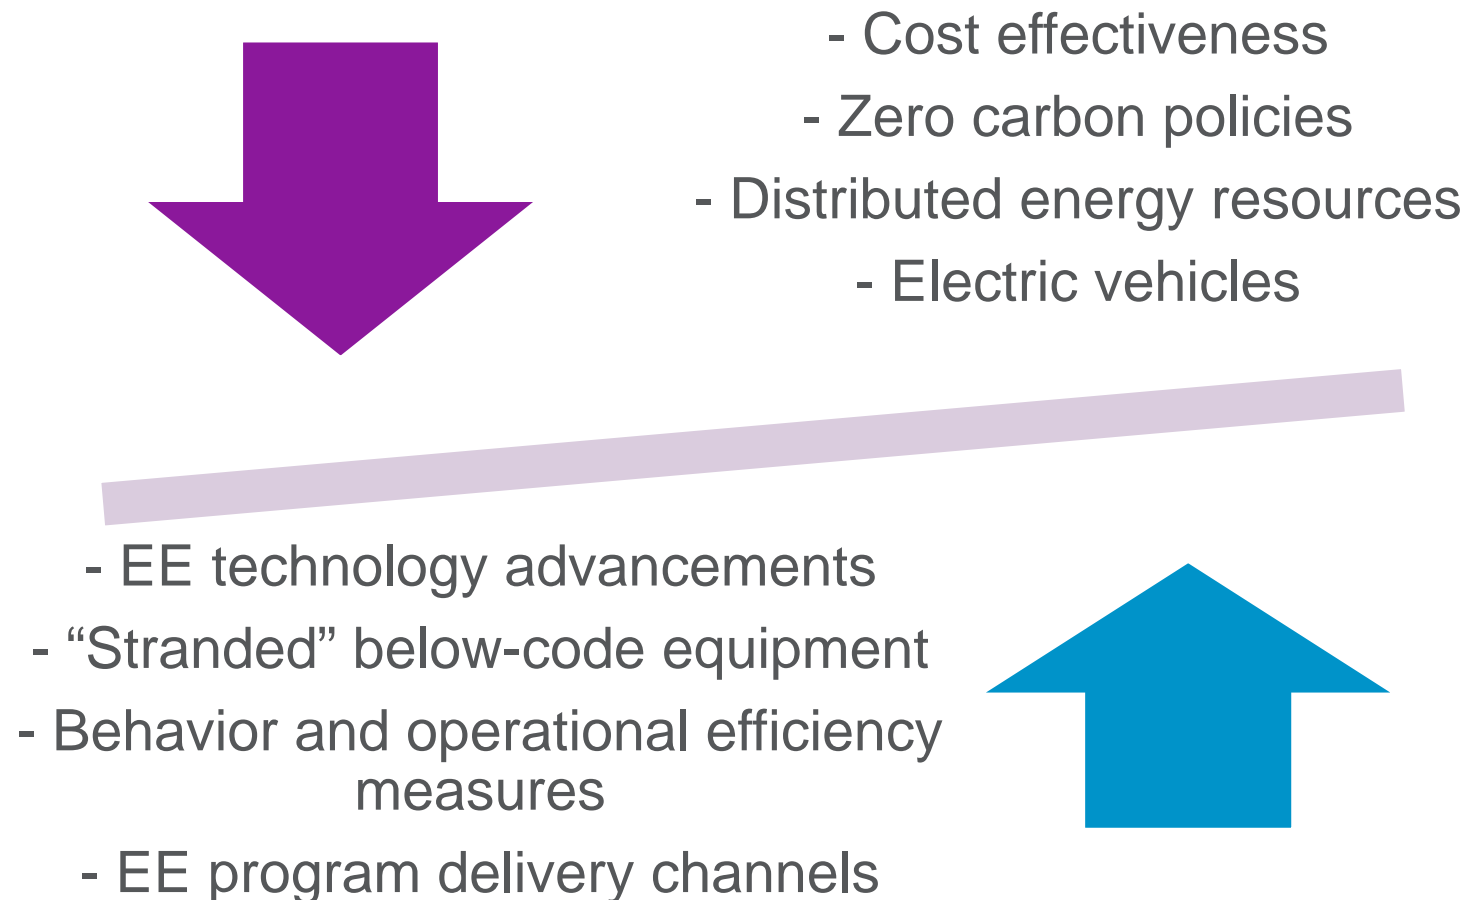 - Cost effectiveness
- Zero carbon policies
- Distributed energy resources
- Electric vehicles
- EE technology advancements
- “Stranded” below-code equipment
- Behavior and operational efficiency
measures
- EE program delivery channels